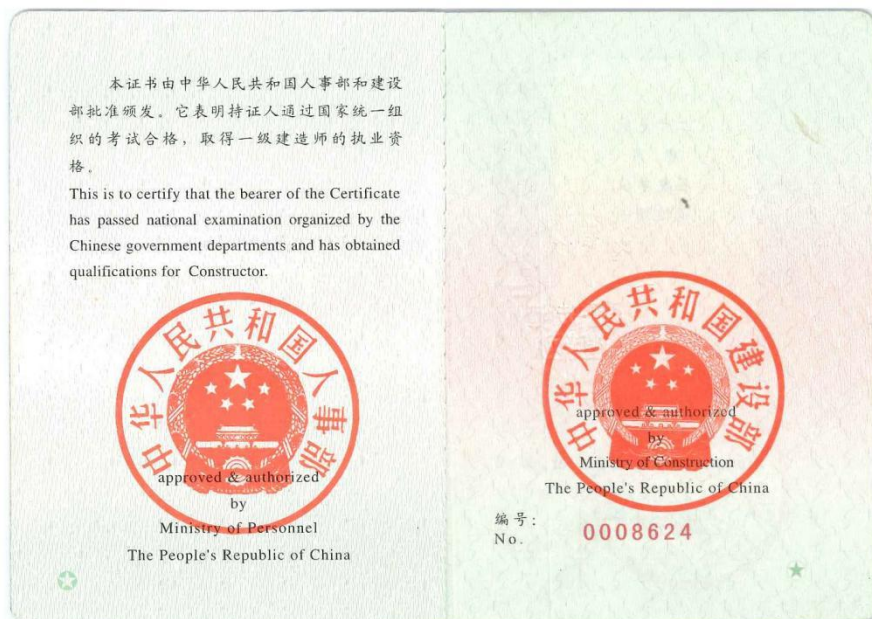 本证书由中华人民共和国人事部和建设
部批准颁发。它表明持证人通过国家统一组
织的考试合格，取得一级建造师的执业资
格。
This is to certify that the bearer of the Certificate
has passed national examination organized by the
Chinese government departments and has obtained
qualifications for Constructor.
中华人民共和国人事部
approved & authorized
by
Ministry of Personnel
The People's Republic of China
中华人民共和国建设部
approved & authorized
by
Ministry of Construction
The People's Republic of China
编号：
No. 0008624